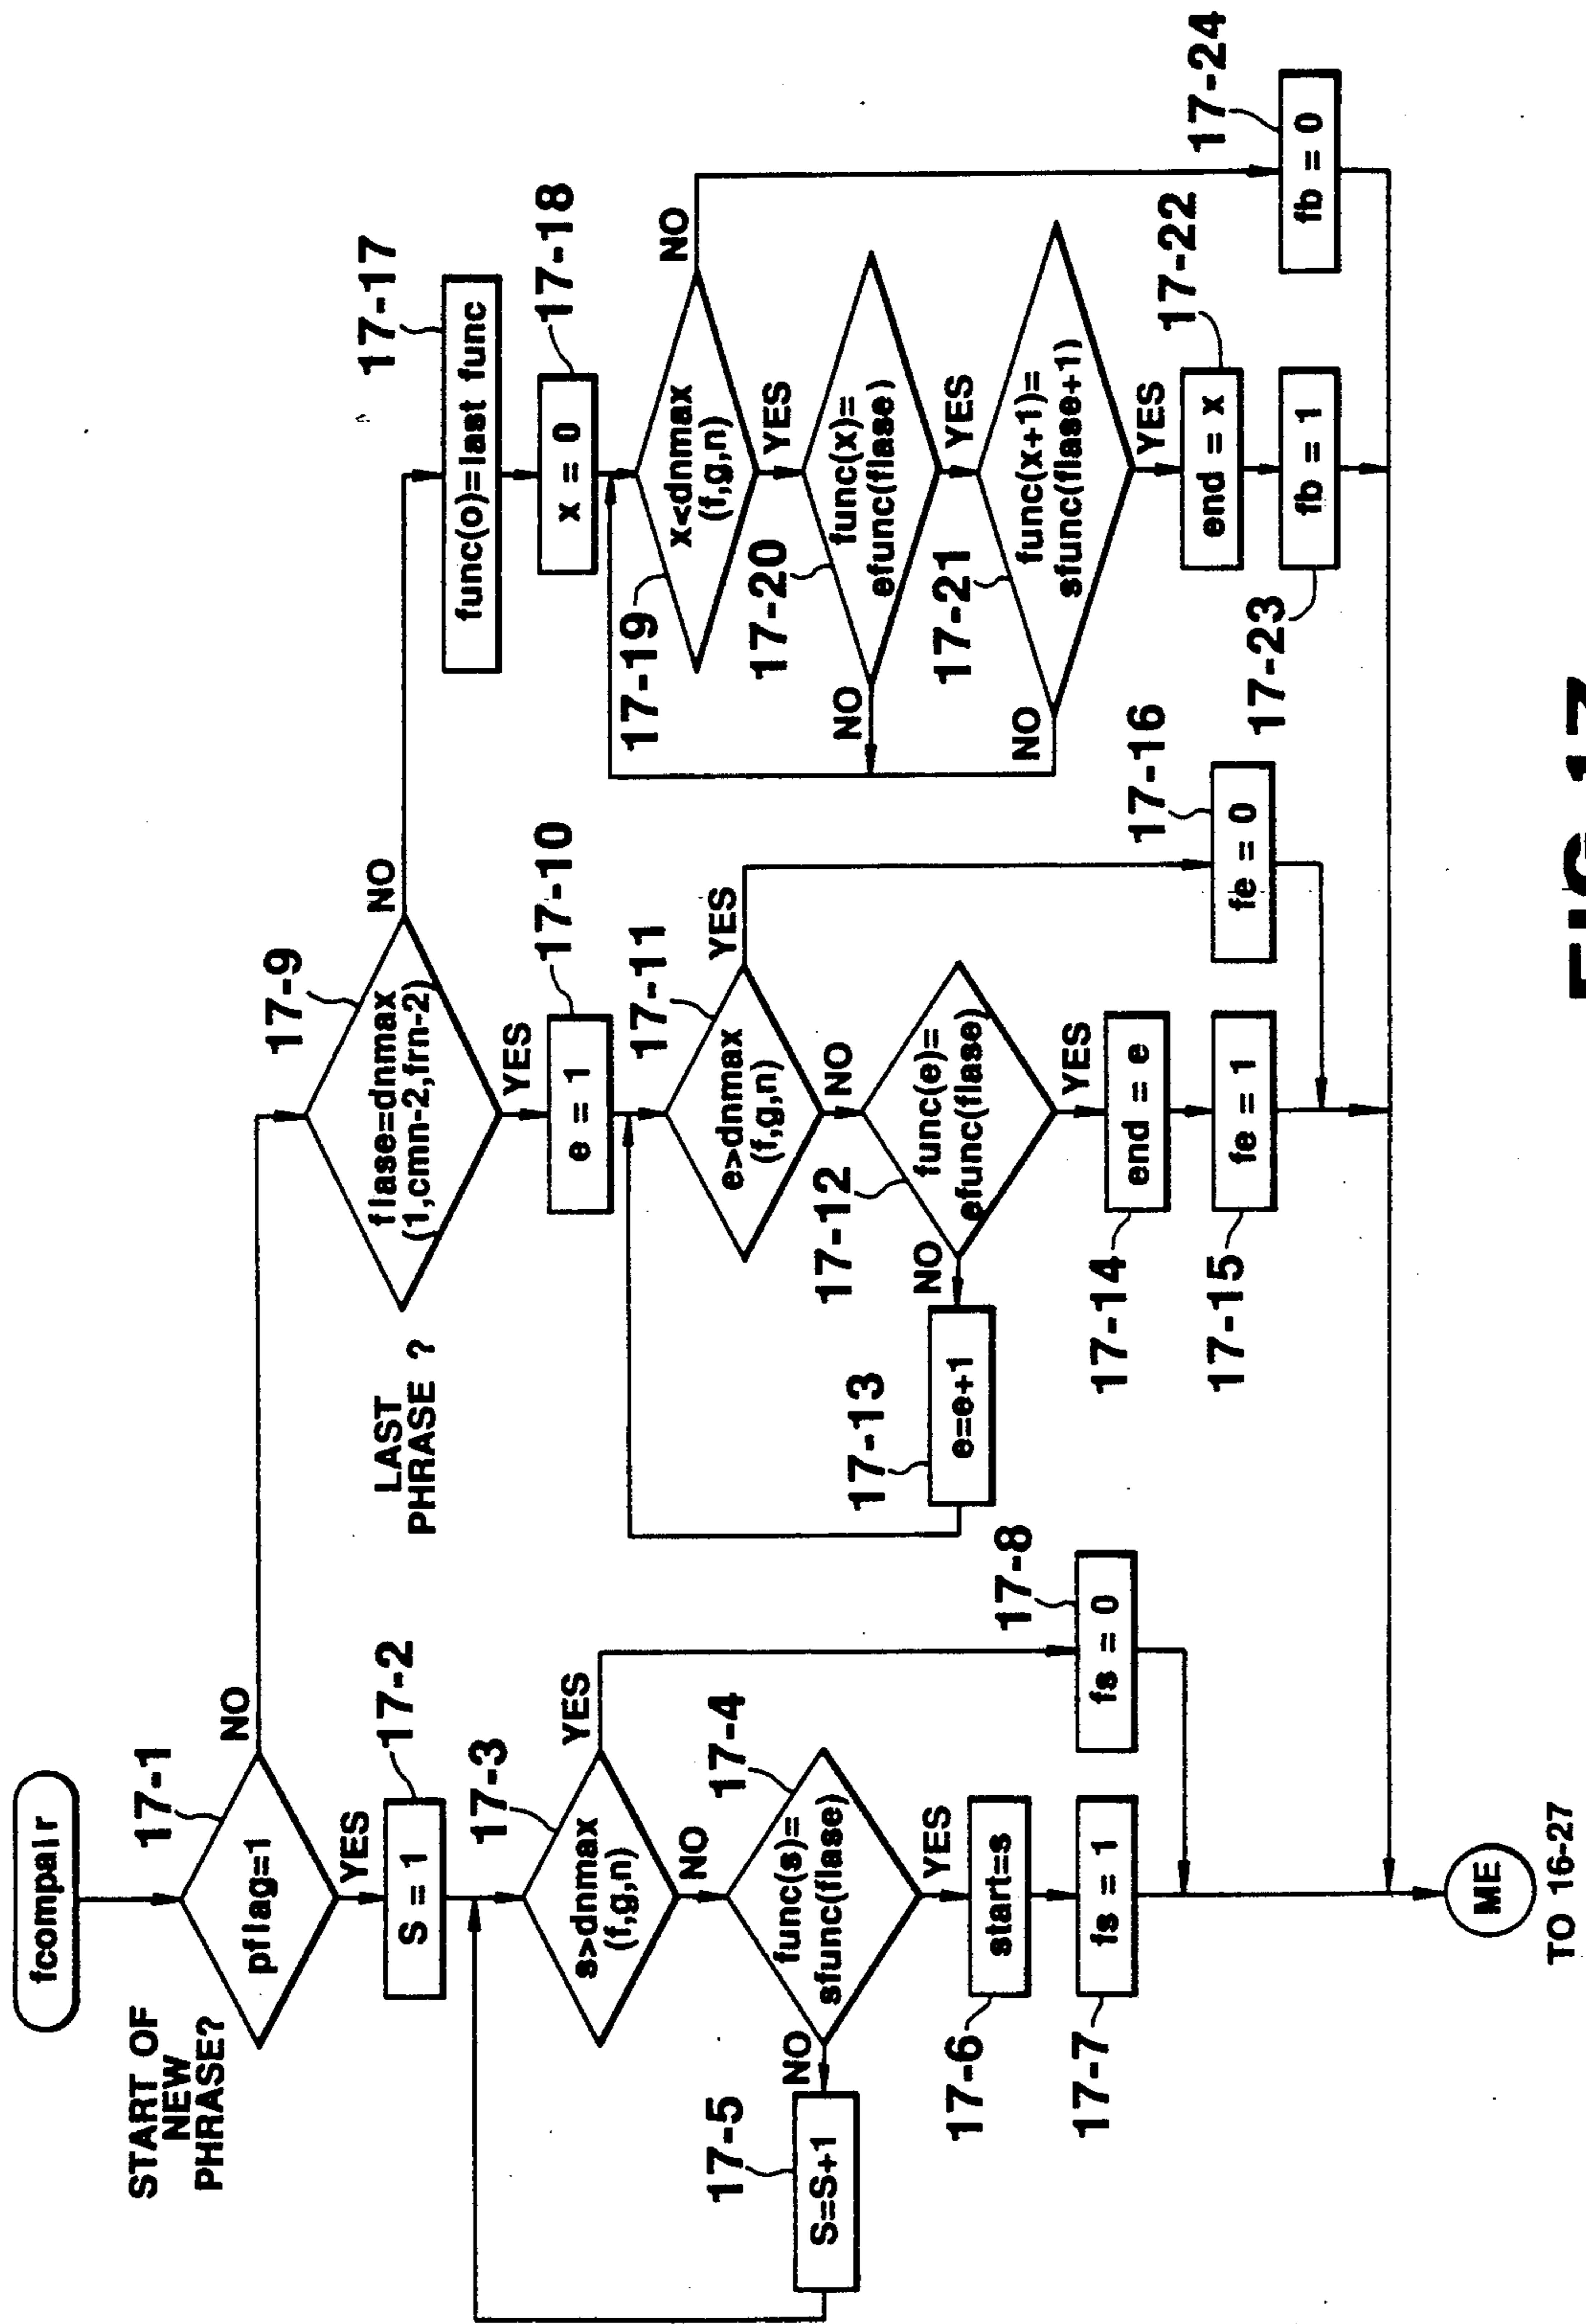 fcompair
START OF
NEW
PHRASE?
17-1
pflag=1
NO
YES
17-2
S = 1
17-3
s>dnmax
(f,g,n)
YES
NO
17-4
func(s)=
sfunc(flase)
NO
YES
17-5
S=S+1
17-6
start=s
17-7
fs = 1
17-8
fs = 0
LAST
PHRASE ?
17-9
flase=dnmax
(1,cmn-2,frn-2)
NO
YES
17-10
e = 1
17-11
e>dnmax
(f,g,n)
YES
NO
17-12
func(e)=
efunc(flase)
NO
YES
17-13
e=e+1
17-14
end = e
17-15
fe = 1
17-16
fe = 0
17-17
func(o)=last func
17-18
x = 0
17-19
x<dnmax
(f,g,n)
NO
YES
17-20
func(x)=
efunc(flase)
NO
YES
17-21
func(x+1)=
sfunc(flase+1)
NO
YES
17-22
end = x
17-23
fb = 1
17-24
fb = 0
ME
TO 16-27
FIG.17